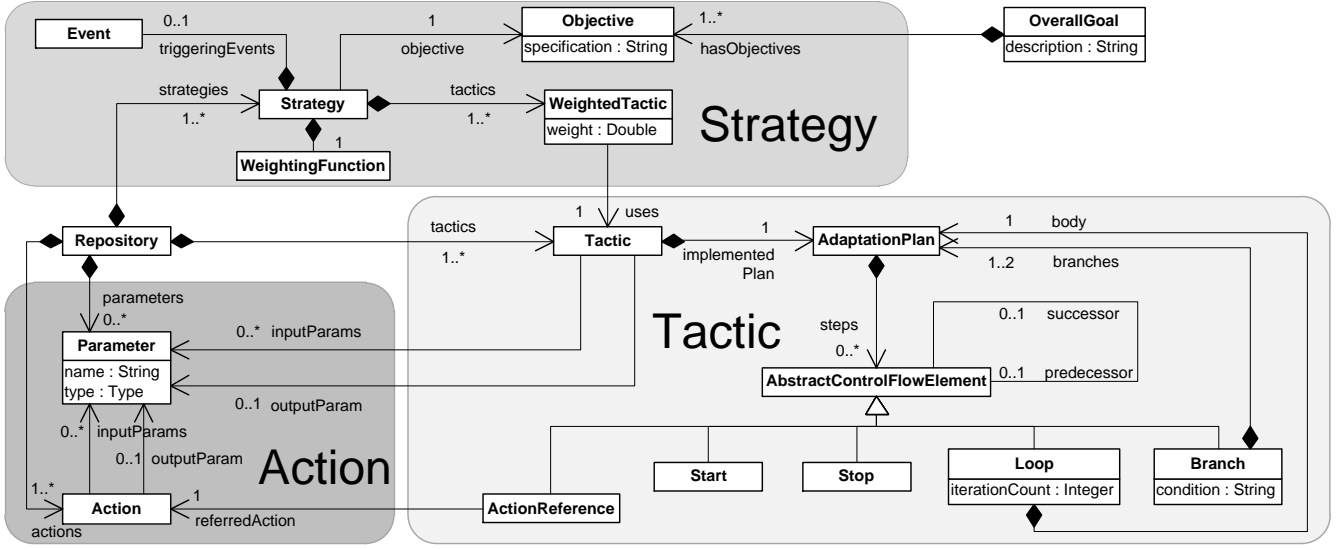 Event
0..1
triggeringEvents
1
objective
Objective
specification : String
1..*
hasObjectives
OverallGoal
description : String
strategies
1..*
Strategy
tactics
1..*
WeightedTactic
weight : Double
Strategy
1
WeightingFunction
Repository
tactics
1..*
1
uses
Tactic
1
implemented
Plan
AdaptationPlan
1
body
1..2
branches
parameters
0..*
Parameter
name : String
type : Type
0..*
inputParams
0..1
outputParam
Tactic
steps
0..*
0..1
successor
0..1
predecessor
AbstractControlFlowElement
0..*
inputParams
0..1
outputParam
Action
1..*
actions
Action
1
referredAction
ActionReference
Start
Stop
Loop
iterationCount : Integer
Branch
condition : String